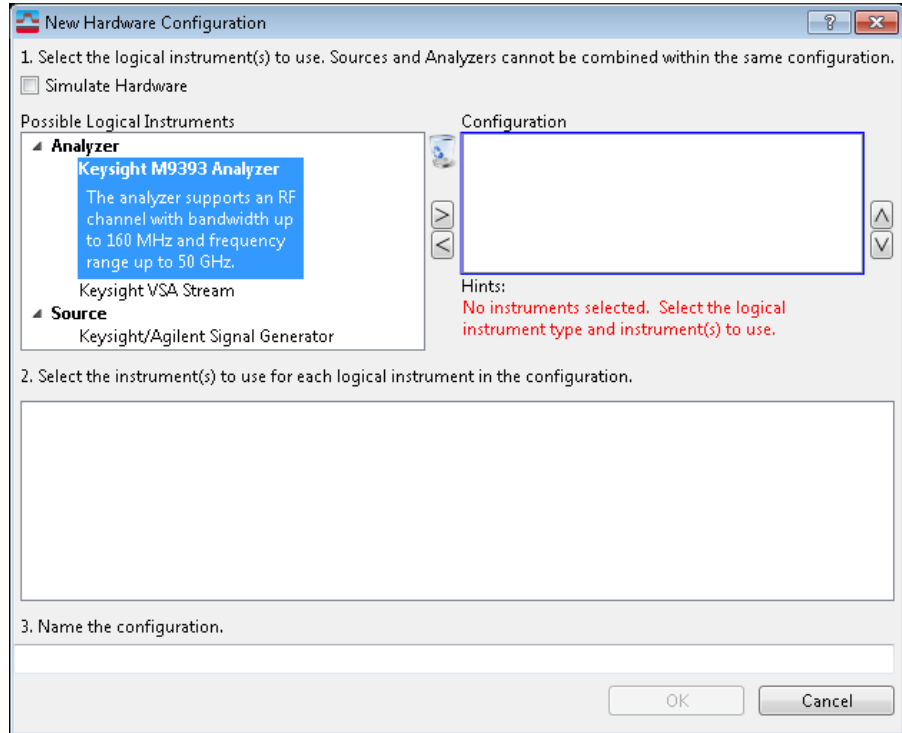 New Hardware Configuration
?
1. Select the logical instrument(s) to use. Sources and Analyzers cannot be combined within the same configuration.
Simulate Hardware
Possible Logical Instruments
Analyzer
Keysight M9393 Analyzer
The analyzer supports an RF
channel with bandwidth up
to 160 MHz and frequency
range up to 50 GHz.
Keysight VSA Stream
Source
Keysight/Agilent Signal Generator
>
<
Configuration
Hints:
No instruments selected. Select the logical
instrument type and instrument(s) to use.
2. Select the instrument(s) to use for each logical instrument in the configuration.
3. Name the configuration.
OK
Cancel